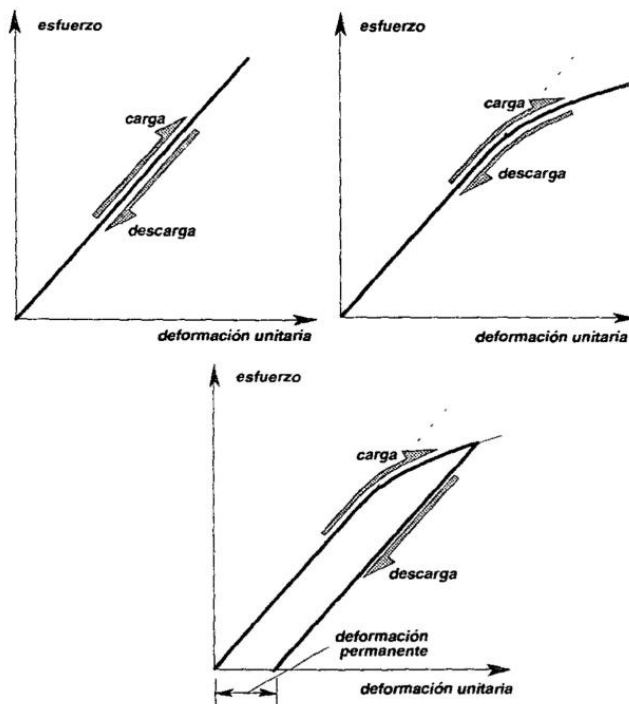 esfuerzo
carga
descarga
deformación unitaria
esfuerzo
carga
descarga
deformación unitaria
esfuerzo
carga
descarga
deformación
permanente
deformación unitaria